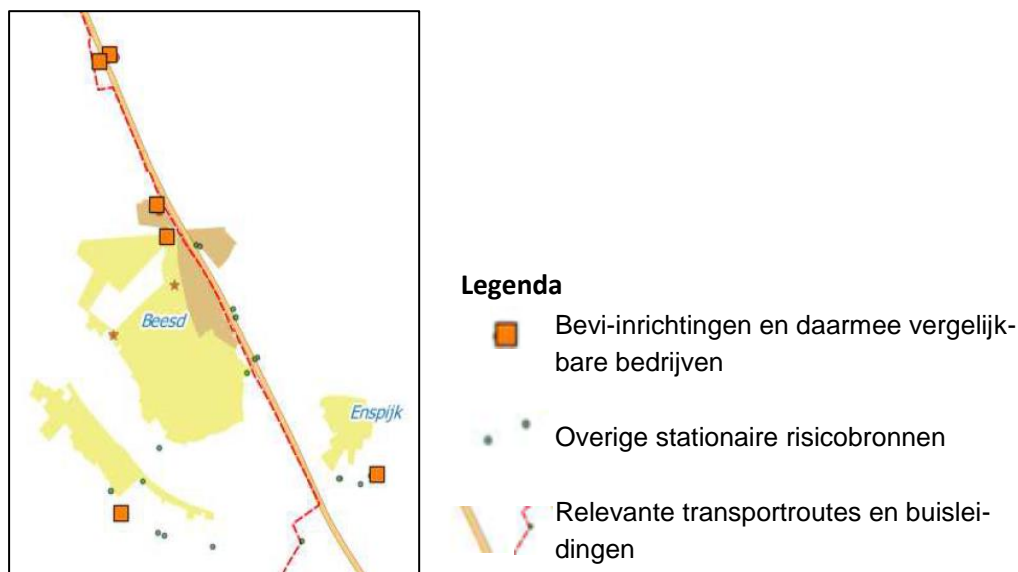 Beesd
Enspijk
Legenda
Bevi-inrichtingen en daarmee vergelijk-
bare bedrijven
Overige stationaire risicobronnen
Relevante transportroutes en buislei-
dingen